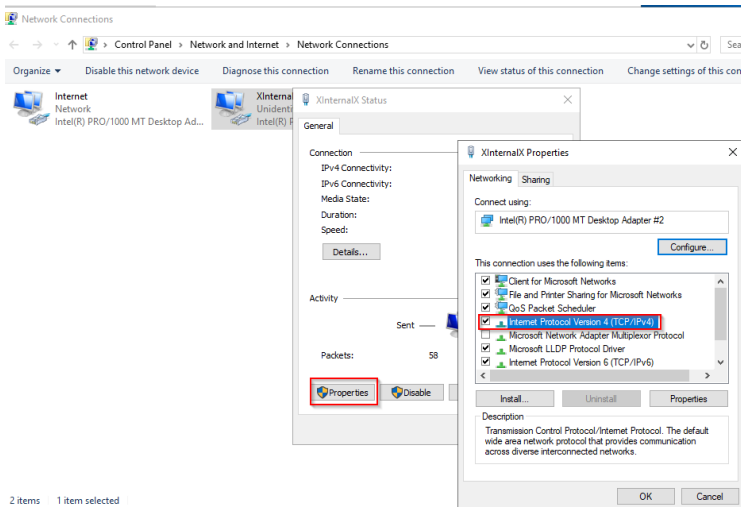 Network Connections
Control Panel > Network and Internet > Network Connections
Sea
Organize
Disable this network device
Diagnose this connection
Rename this connection
View status of this connection
Change settings of this con
Internet
Network
Intel(R) PRO/1000 MT Desktop Ad...
XInternal
Unidenti
Intel(R) P
XInternalX Status
General
Connection
IPv4 Connectivity:
IPv6 Connectivity:
Media State:
Duration:
Speed:
Details...
Activity
Sent
Packets:
58
Properties
Disable
XInternalX Properties
Networking
Sharing
Connect using:
Intel(R) PRO/1000 MT Desktop Adapter #2
Configure...
This connection uses the following items:
Client for Microsoft Networks
File and Printer Sharing for Microsoft Networks
QoS Packet Scheduler
Internet Protocol Version 4 (TCP/IPv4)
Microsoft Network Adapter Multiplexor Protocol
Microsoft LLDP Protocol Driver
Internet Protocol Version 6 (TCP/IPv6)
Install...
Uninstall
Properties
Description
Transmission Control Protocol/Internet Protocol. The default
wide area network protocol that provides communication
across diverse interconnected networks.
OK
Cancel
2 items
1 item selected